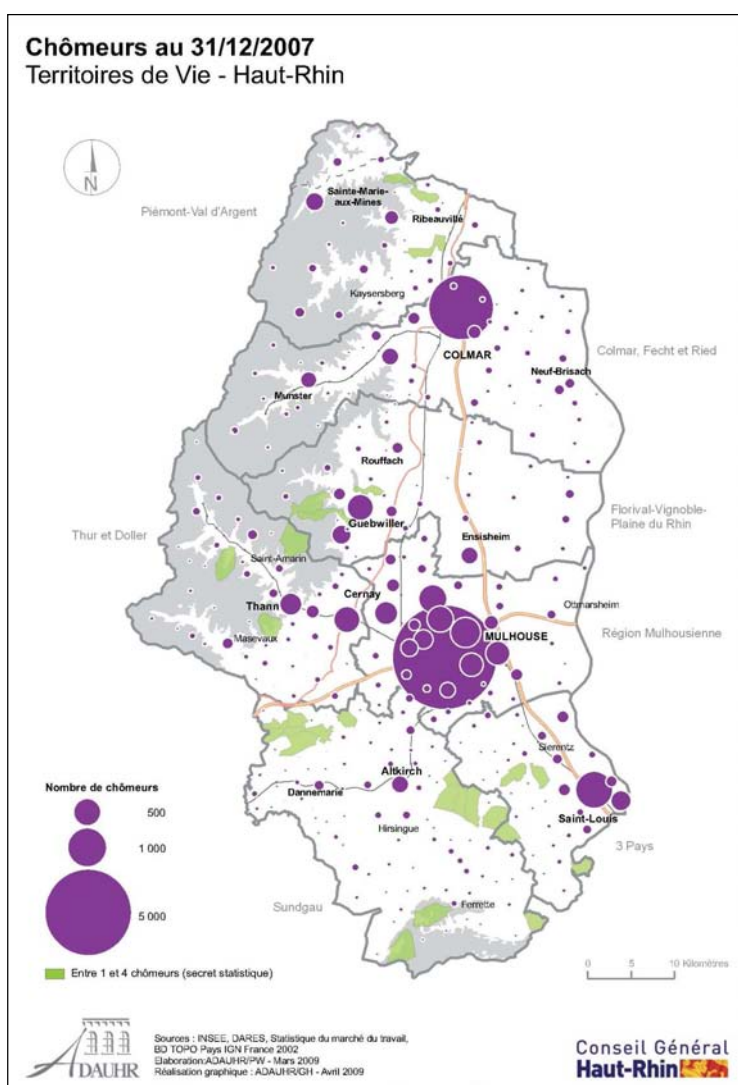 Chômeurs au 31/12/2007
Territoires de Vie - Haut-Rhin
N
Piémont-Val d'Argent
Sainte-Marie-
aux-Mines
Ribeauvillé
Kaysersberg
COLMAR
Colmar, Fecht et Ried
Neuf-Brisach
Munster
Rouffach
Florival-Vignoble-
Plaine du Rhin
Guebwiller
Ensisheim
Thur et Doller
Saint-Amarin
Cernay
Thann
Ottmarsheim
MULHOUSE
Région Mulhousienne
Masevaux
Sierentz
Altkirch
Dannemarie
Saint-Louis
Hirsingue
3 Pays
Sundgau
Ferrette
Nombre de chômeurs
500
1 000
5 000
Entre 1 et 4 chômeurs (secret statistique)
0 5 10 Kilomètres
ADAUHR
Sources : INSEE, DARES, Statistique du marché du travail,
BD TOPO Pays IGN France 2002
Elaboration:ADAUHR/PW - Mars 2009
Réalisation graphique : ADAUHR/GH - Avril 2009
Conseil Général
Haut-Rhin